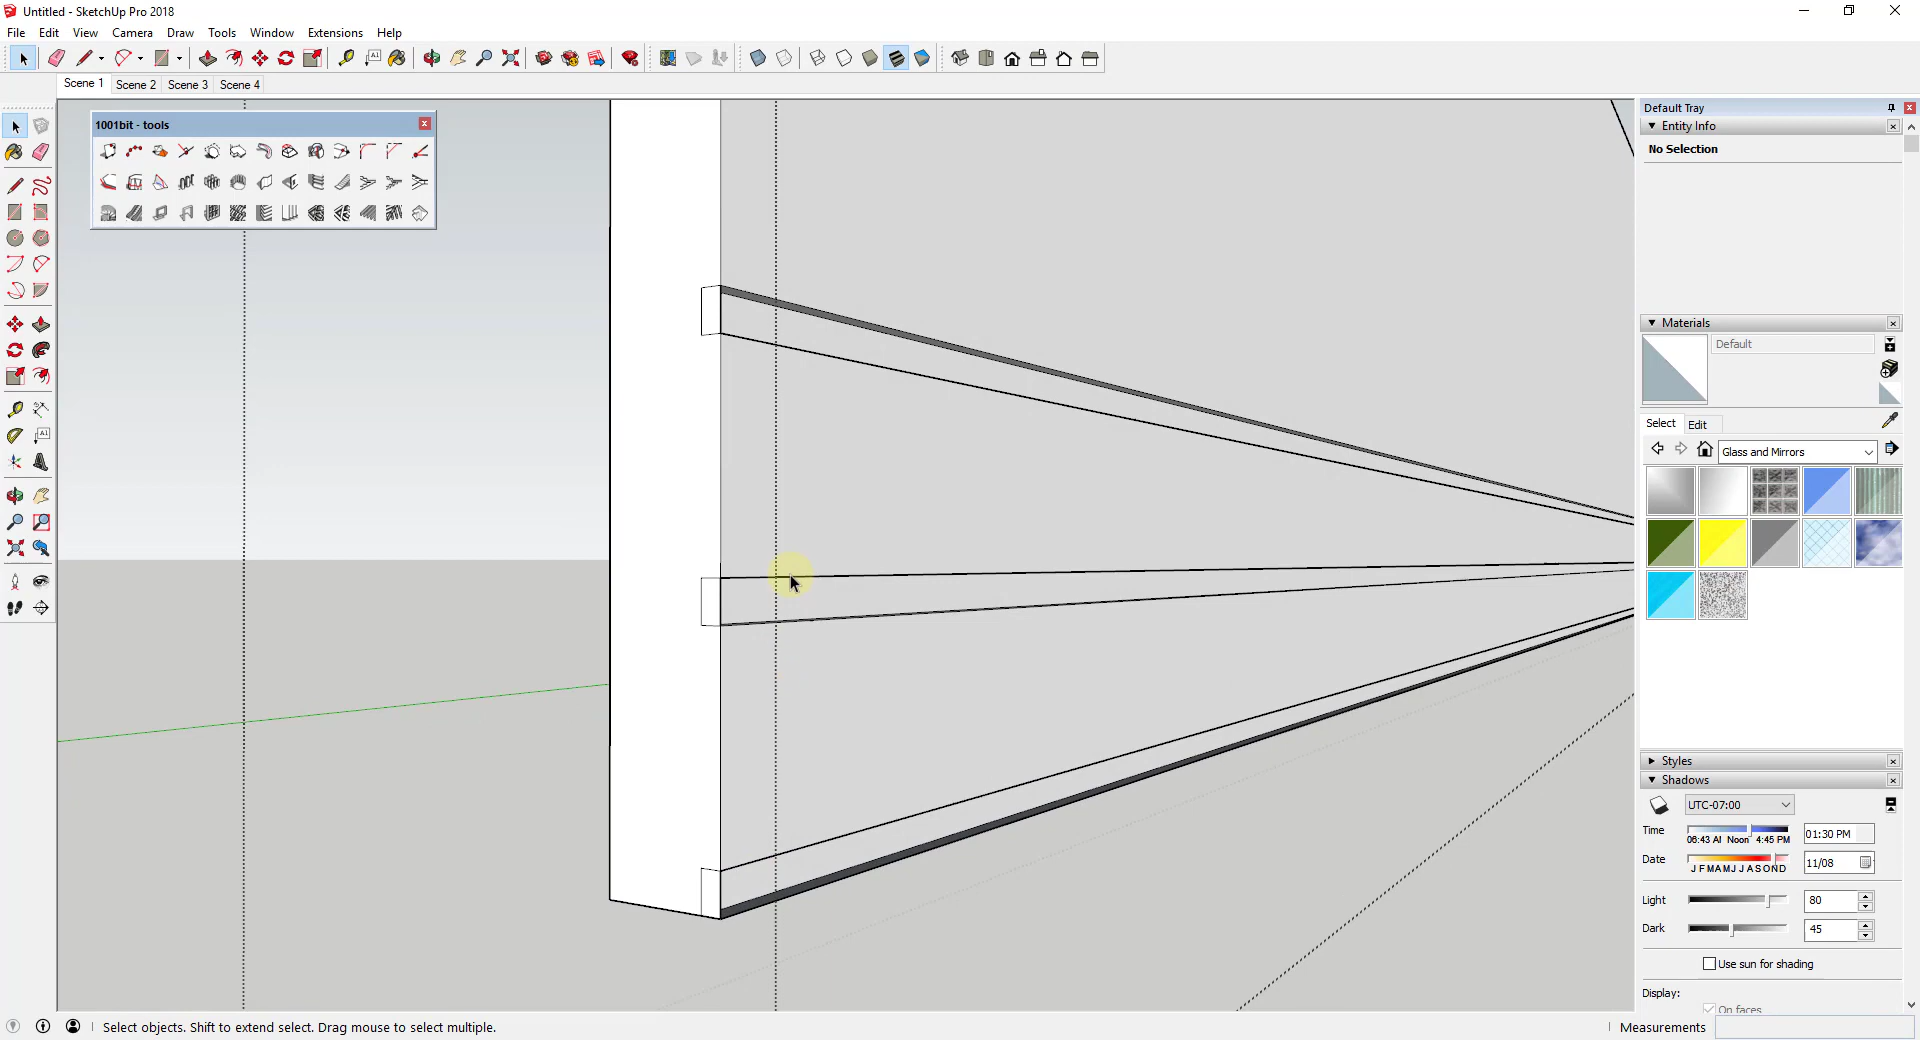 Untitled - SketchUp Pro 2018
File Edit View Camera Draw Tools Window Extensions Help
Scene 1 Scene 2 Scene 3 Scene 4
1001bit - tools
Default Tray
Entity Info
No Selection
Materials
Default
Select Edit
Glass and Mirrors
Styles
Shadows
UTC-07:00
Time
06:43 AI Noon 4:45 PM
01:30 PM
Date
J F M A M J J A S O N D
11/08
Light
80
Dark
45
Use sun for shading
Display:
On faces
Select objects. Shift to extend select. Drag mouse to select multiple.
Measurements